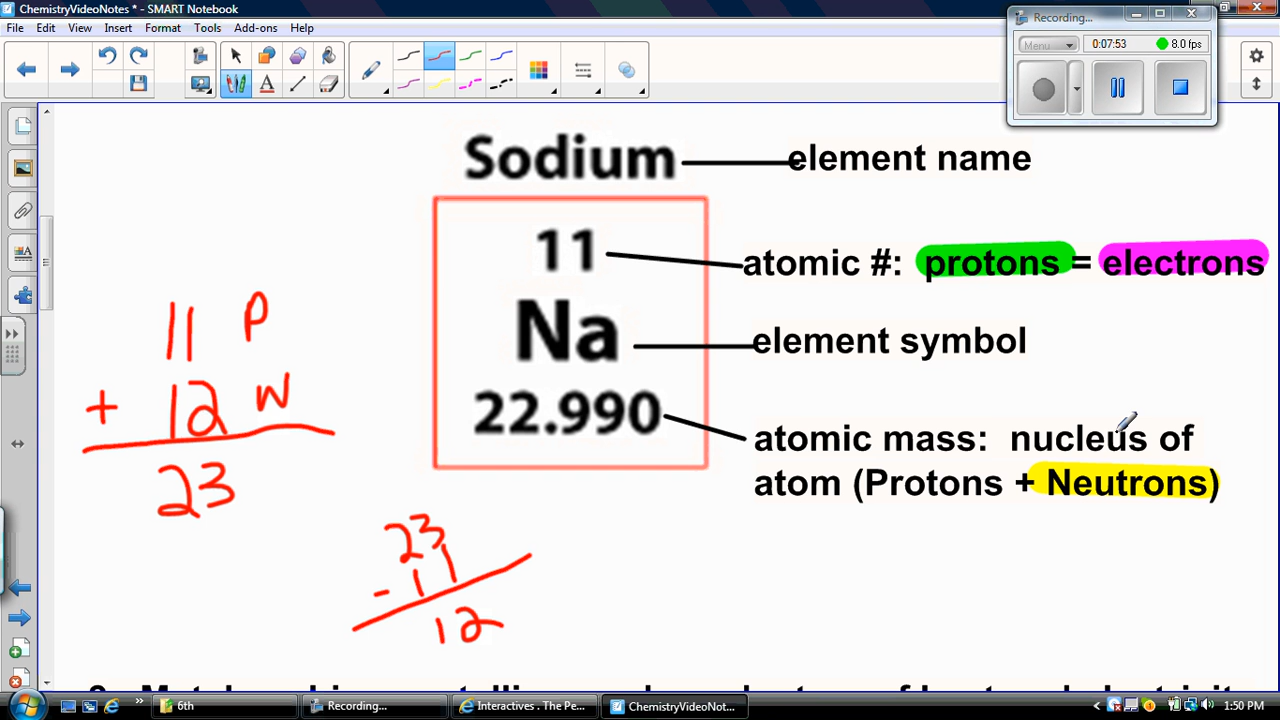 ChemistryVideoNotes * - SMART Notebook
File Edit View Insert Format Tools Add-ons Help
Recording...
Menu
0:07:53
8.0 fps
Sodium
element name
11
atomic #: protons = electrons
Na
element symbol
22.990
atomic mass: nucleus of
atom (Protons + Neutrons)
11 P
+ 12 N
23
23
- 11
12
6th
Recording...
Interactives . The Pe...
ChemistryVideoNot...
1:50 PM